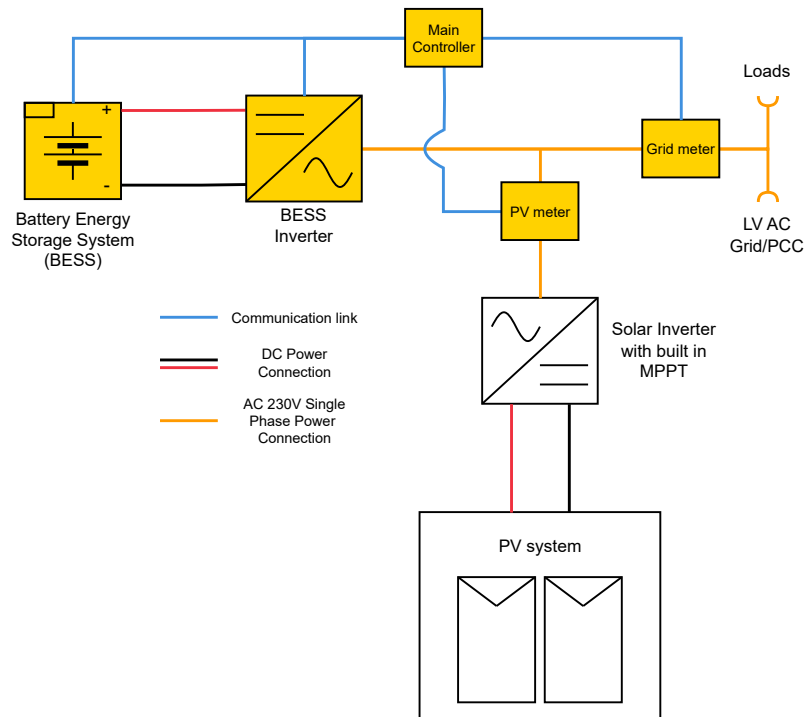 Main
Controller
Loads
+
-
Grid meter
PV meter
Battery Energy
Storage System
(BESS)
BESS
Inverter
LV AC
Grid/PCC
Communication link
DC Power
Connection
AC 230V Single
Phase Power
Connection
Solar Inverter
with built in
MPPT
PV system